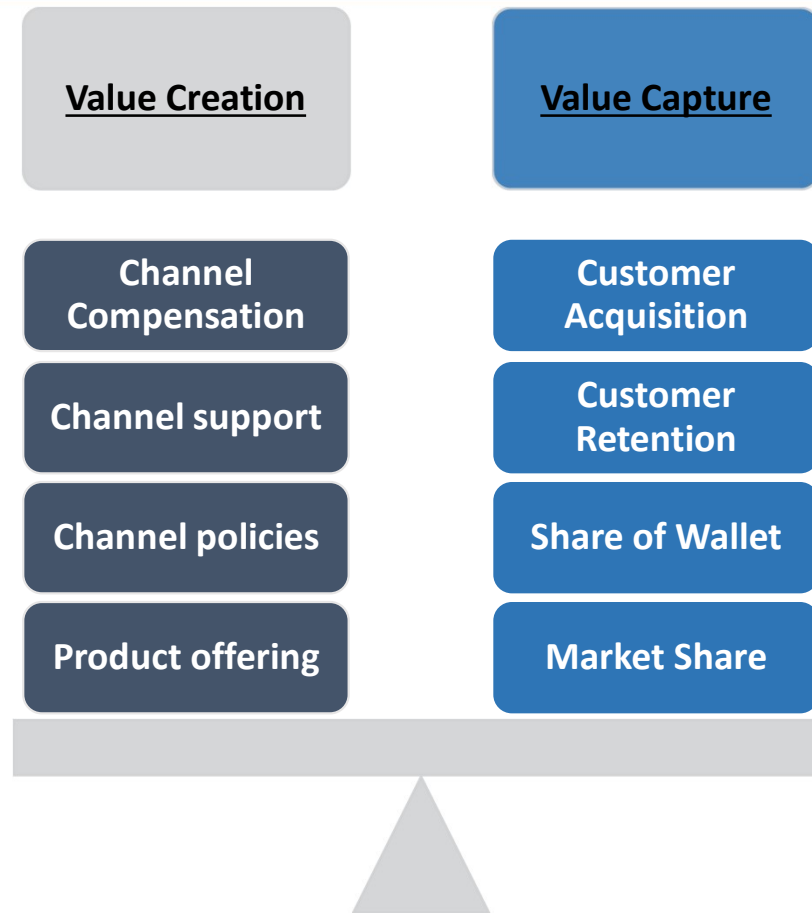 Value Creation
Channel
Compensation
Channel support
Channel policies
Product offering
Value Capture
Customer
Acquisition
Customer
Retention
Share of Wallet
Market Share